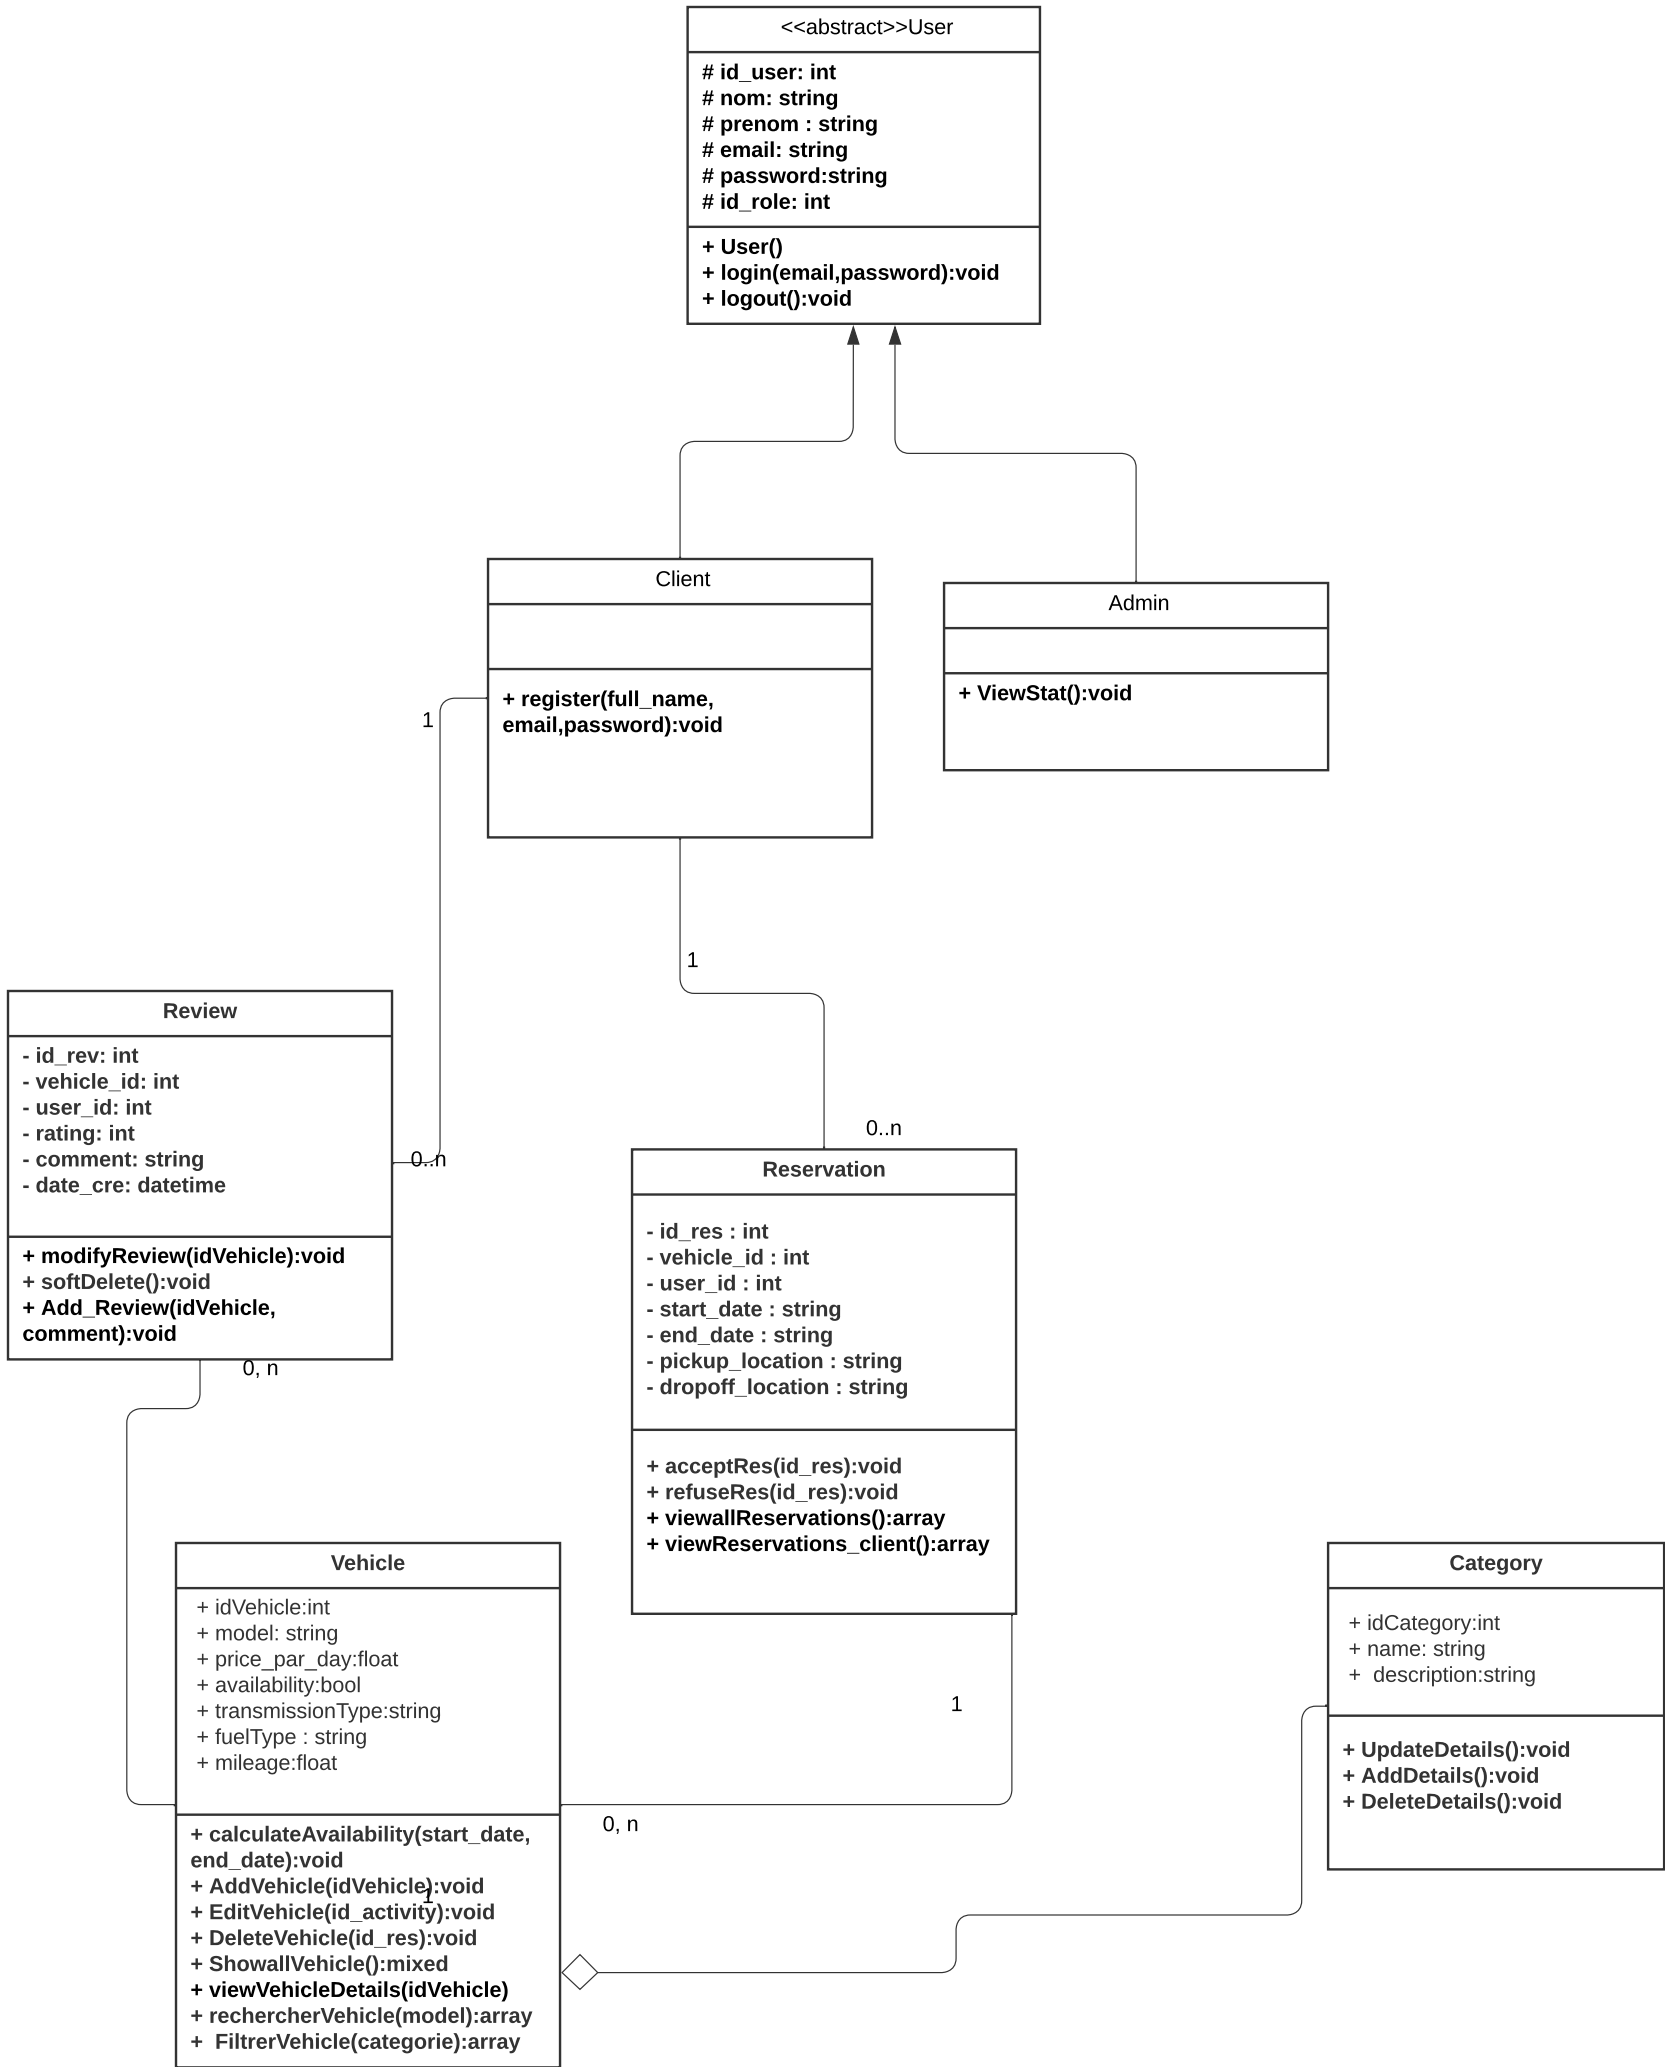 <<abstract>>User
# id_user: int
# nom: string
# prenom : string
# email: string
# password:string
# id_role: int
+ User()
+ login(email,password):void
+ logout():void
Client
+ register(full_name,
email,password):void
Admin
+ ViewStat():void
1
1
Review
- id_rev: int
- vehicle_id: int
- user_id: int
- rating: int
- comment: string
- date_cre: datetime
+ modifyReview(idVehicle):void
+ softDelete():void
+ Add_Review(idVehicle,
comment):void
0..n
0..n
Reservation
- id_res : int
- vehicle_id : int
- user_id : int
- start_date : string
- end_date : string
- pickup_location : string
- dropoff_location : string
+ acceptRes(id_res):void
+ refuseRes(id_res):void
+ viewallReservations():array
+ viewReservations_client():array
0, n
Vehicle
+ idVehicle:int
+ model: string
+ price_par_day:float
+ availability:bool
+ transmissionType:string
+ fuelType : string
+ mileage:float
+ calculateAvailability(start_date,
end_date):void
+ AddVehicle(idVehicle):void
+ EditVehicle(id_activity):void
+ DeleteVehicle(id_res):void
+ ShowallVehicle():mixed
+ viewVehicleDetails(idVehicle)
+ rechercherVehicle(model):array
+  FiltrerVehicle(categorie):array
1
1
0, n
Category
+ idCategory:int
+ name: string
+  description:string
+ UpdateDetails():void
+ AddDetails():void
+ DeleteDetails():void